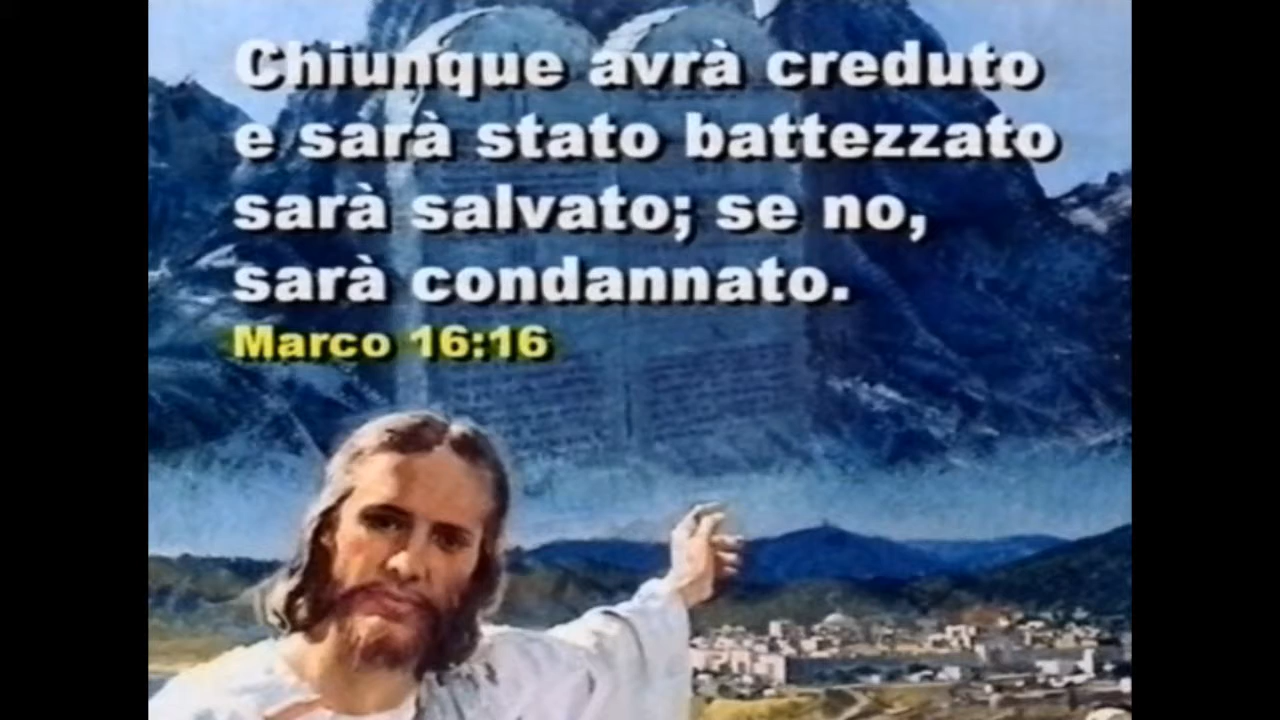 Chiunque avrà creduto
e sarà stato battezzato
sarà salvato; se no,
sarà condannato.
Marco 16:16